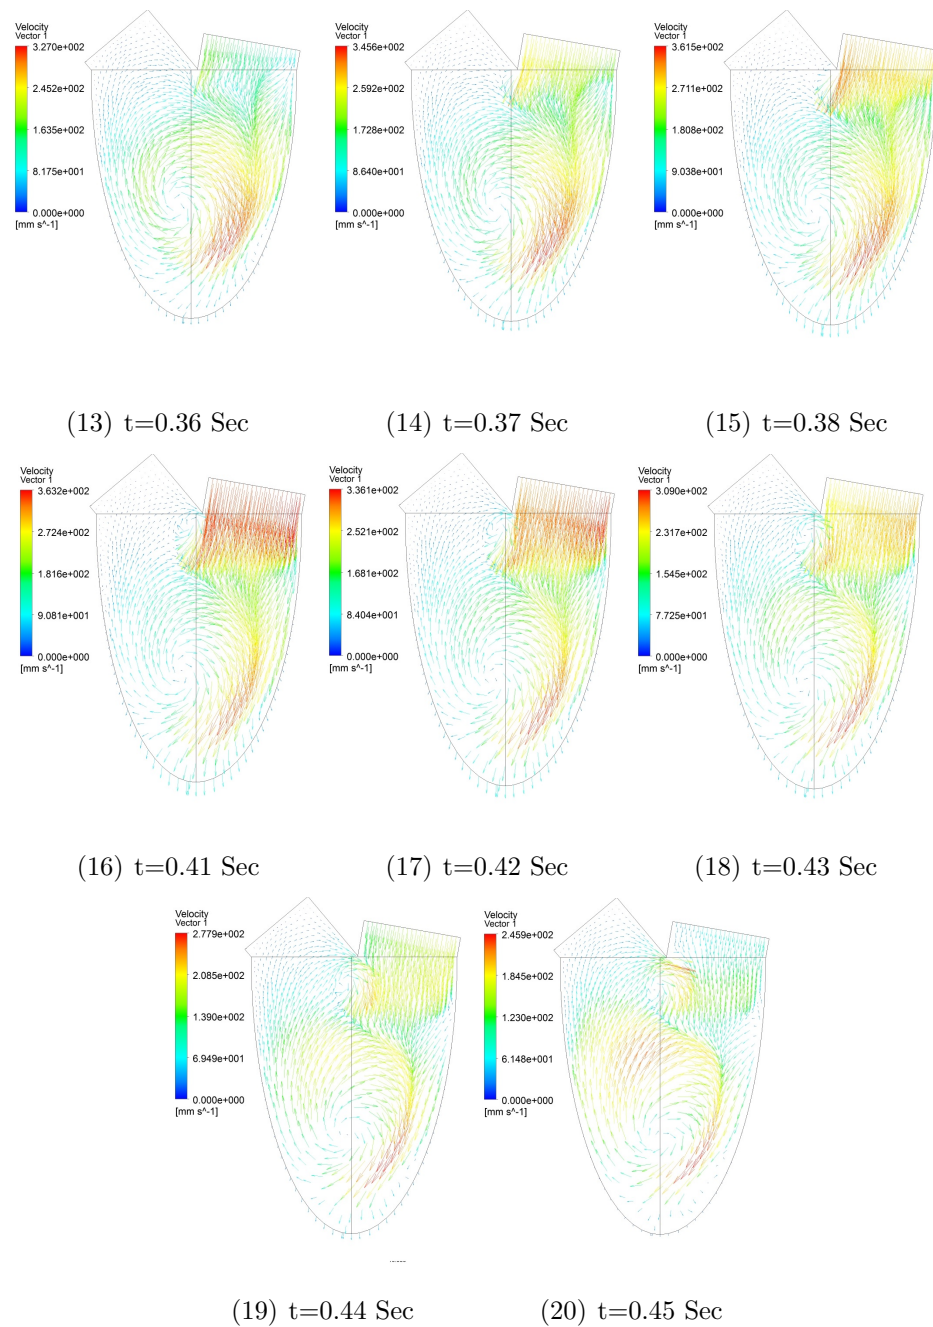 Velocity
Vector 1
3.270e+002
2.452e+002
1.635e+002
8.175e+001
0.000e+000
[mm s^-1]
Velocity
Vector 1
3.456e+002
2.592e+002
1.728e+002
8.640e+001
0.000e+000
[mm s^-1]
Velocity
Vector 1
3.615e+002
2.711e+002
1.808e+002
9.038e+001
0.000e+000
[mm s^-1]
(13) t=0.36 Sec
(14) t=0.37 Sec
(15) t=0.38 Sec
Velocity
Vector 1
3.632e+002
2.724e+002
1.816e+002
9.081e+001
0.000e+000
[mm s^-1]
Velocity
Vector 1
3.361e+002
2.521e+002
1.681e+002
8.404e+001
0.000e+000
[mm s^-1]
Velocity
Vector 1
3.090e+002
2.317e+002
1.545e+002
7.725e+001
0.000e+000
[mm s^-1]
(16) t=0.41 Sec
(17) t=0.42 Sec
(18) t=0.43 Sec
Velocity
Vector 1
2.779e+002
2.085e+002
1.390e+002
6.949e+001
0.000e+000
[mm s^-1]
Velocity
Vector 1
2.459e+002
1.845e+002
1.230e+002
6.148e+001
0.000e+000
[mm s^-1]
(19) t=0.44 Sec
(20) t=0.45 Sec